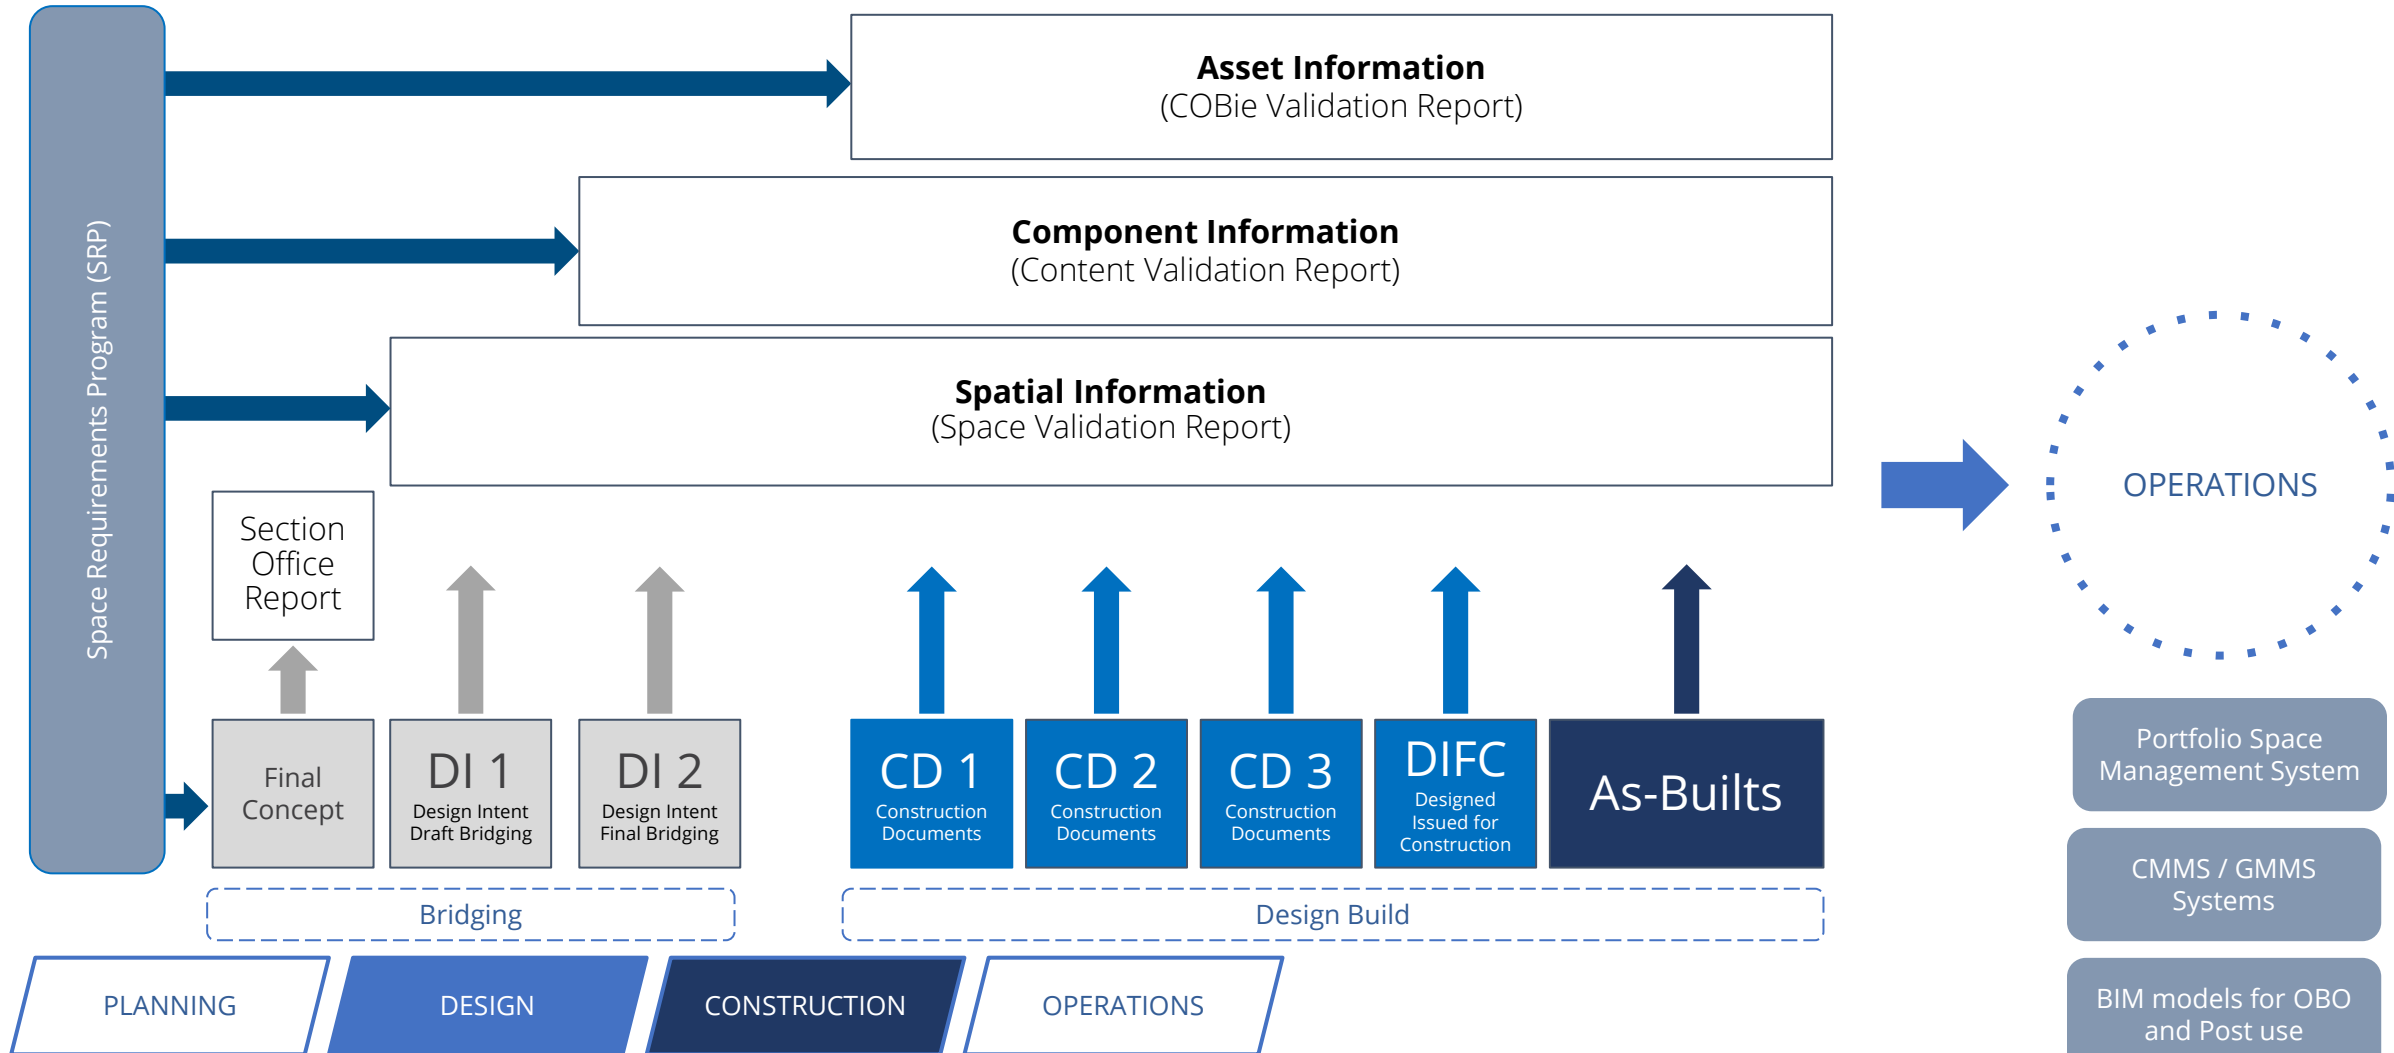 Space Requirements Program (SRP)
Asset Information
(COBie Validation Report)
Component Information
(Content Validation Report)
Spatial Information
(Space Validation Report)
Section
Office
Report
OPERATIONS
Final
Concept
DI 1
Design Intent
Draft Bridging
DI 2
Design Intent
Final Bridging
CD 1
Construction
Documents
CD 2
Construction
Documents
CD 3
Construction
Documents
DIFC
Designed
Issued for
Construction
As-Builts
Portfolio Space
Management System
CMMS / GMMS
Systems
BIM models for OBO
and Post use
Bridging
Design Build
PLANNING
DESIGN
CONSTRUCTION
OPERATIONS